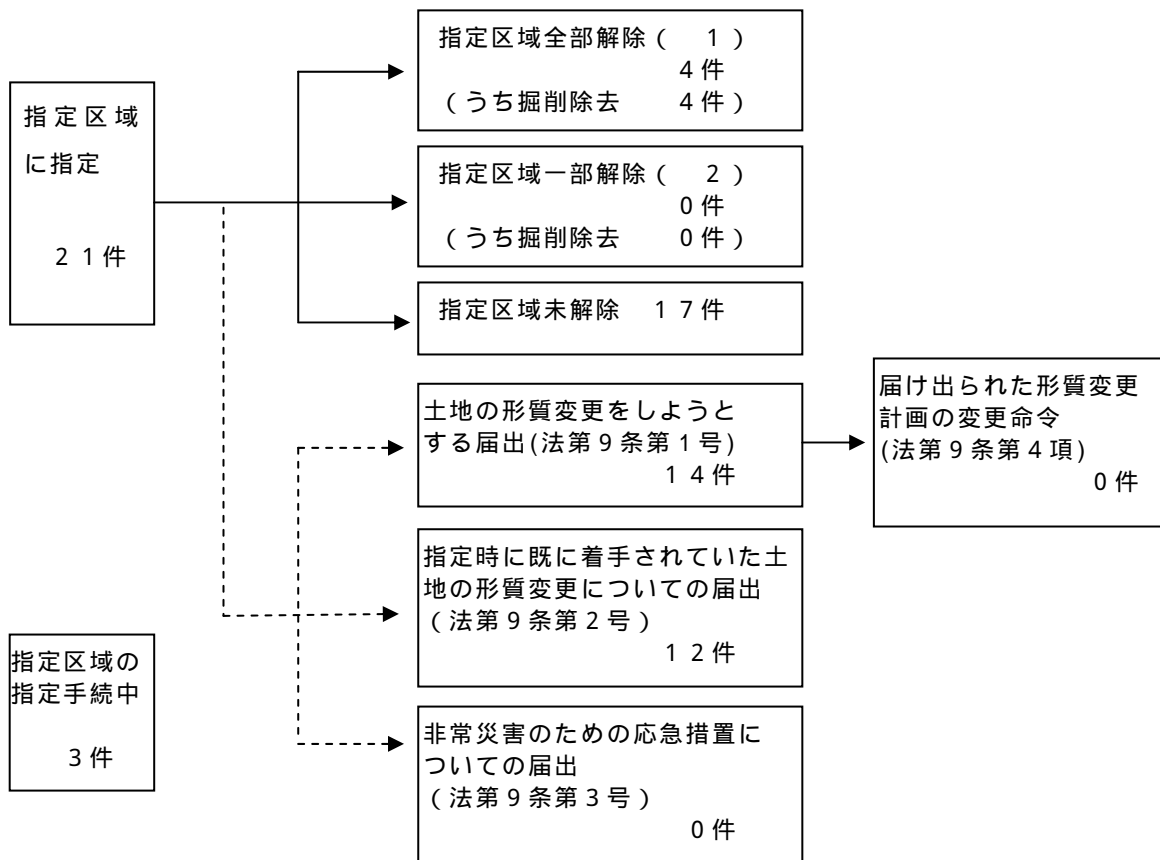 指定区域
に指定
21件
指定区域全部解除( 1)
4件
(うち掘削除去 4件)
指定区域一部解除( 2)
0件
(うち掘削除去 0件)
指定区域未解除 17件
土地の形質変更をしようと
する届出(法第9条第1号)
14件
届け出られた形質変更
計画の変更命令
(法第9条第4項)
0件
指定時に既に着手されていた土
地の形質変更についての届出
(法第9条第2号)
12件
指定区域の
指定手続中
3件
非常災害のための応急措置に
ついての届出
(法第9条第3号)
0件